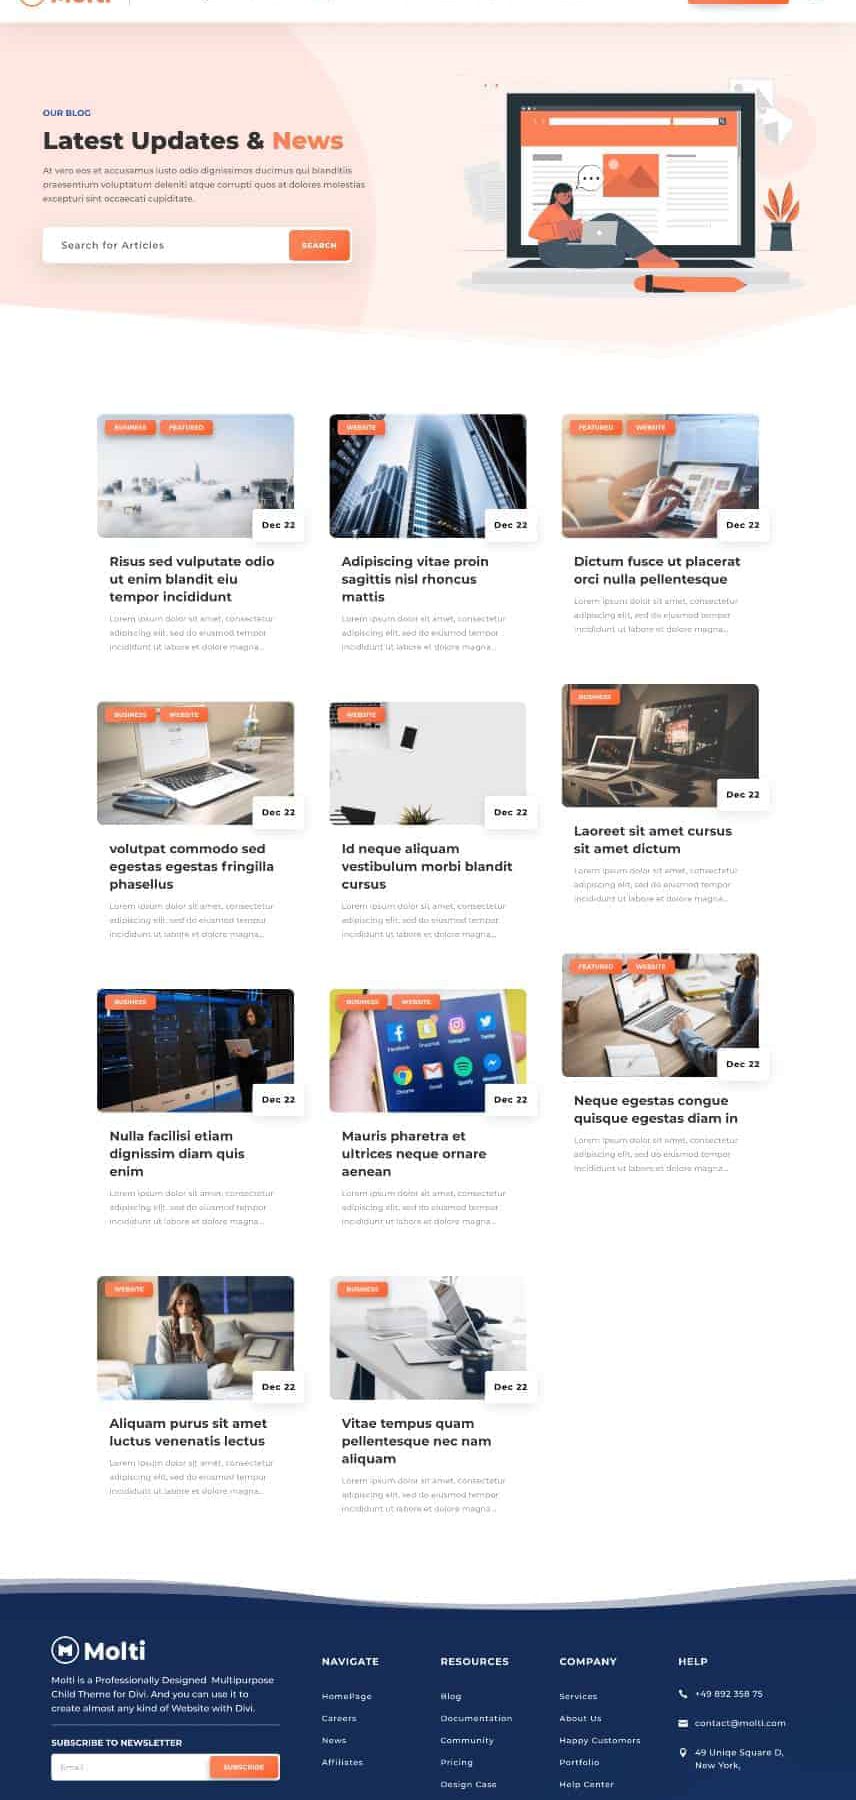 Molti
OUR BLOG
Latest Updates & News
At vero eos et accusamus iusto odio dignissimos ducimus qui blanditiis
praesentium voluptatum deleniti atque corrupti quos at dolores molestias
excepturi sint occaecati cupiditate.
Search for Articles
SEARCH
BUSINESS FEATURED
Dec 22
Risus sed vulputate odio
ut enim blandit eiu
tempor incididunt
Lorem ipsum dolor sit amet, consectetur
adipiscing elit, sed do eiusmod tempor
incididunt ut labore et dolore magna...
WEBSITE
Dec 22
Adipiscing vitae proin
sagittis nisl rhoncus
mattis
Lorem ipsum dolor sit amet, consectetur
adipiscing elit, sed do eiusmod tempor
incididunt ut labore et dolore magna...
FEATURED WEBSITE
Dec 22
Dictum fusce ut placerat
orci nulla pellentesque
Lorem ipsum dolor sit amet, consectetur
adipiscing elit, sed do eiusmod tempor
incididunt ut labore et dolore magna...
BUSINESS WEBSITE
Dec 22
volutpat commodo sed
egestas egestas fringilla
phasellus
Lorem ipsum dolor sit amet, consectetur
adipiscing elit, sed do eiusmod tempor
incididunt ut labore et dolore magna...
WEBSITE
Dec 22
Id neque aliquam
vestibulum morbi blandit
cursus
Lorem ipsum dolor sit amet, consectetur
adipiscing elit, sed do eiusmod tempor
incididunt ut labore et dolore magna...
BUSINESS
Dec 22
Laoreet sit amet cursus
sit amet dictum
Lorem ipsum dolor sit amet, consectetur
adipiscing elit, sed do eiusmod tempor
incididunt ut labore et dolore magna...
BUSINESS
Dec 22
Nulla facilisi etiam
dignissim diam quis
enim
Lorem ipsum dolor sit amet, consectetur
adipiscing elit, sed do eiusmod tempor
incididunt ut labore et dolore magna...
BUSINESS WEBSITE
Facebook Snapchat Instagram Twitter
Chrome Gmail Spotify Messenger
Dec 22
Mauris pharetra et
ultrices neque ornare
aenean
Lorem ipsum dolor sit amet, consectetur
adipiscing elit, sed do eiusmod tempor
incididunt ut labore et dolore magna...
FEATURED WEBSITE
Dec 22
Neque egestas congue
quisque egestas diam in
Lorem ipsum dolor sit amet, consectetur
adipiscing elit, sed do eiusmod tempor
incididunt ut labore et dolore magna...
WEBSITE
Dec 22
Aliquam purus sit amet
luctus venenatis lectus
Lorem ipsum dolor sit amet, consectetur
adipiscing elit, sed do eiusmod tempor
incididunt ut labore et dolore magna...
BUSINESS
Dec 22
Vitae tempus quam
pellentesque nec nam
aliquam
Lorem ipsum dolor sit amet, consectetur
adipiscing elit, sed do eiusmod tempor
incididunt ut labore et dolore magna...
Molti
Molti is a Professionally Designed Multipurpose
Child Theme for Divi. And you can use it to
create almost any kind of Website with Divi.
SUBSCRIBE TO NEWSLETTER
Email
SUBSCRIBE
NAVIGATE
HomePage
Careers
News
Affiliates
RESOURCES
Blog
Documentation
Community
Pricing
Design Case
COMPANY
Services
About Us
Happy Customers
Portfolio
Help Center
HELP
+49 892 358 75
contact@molti.com
49 Uniqe Square D,
New York,